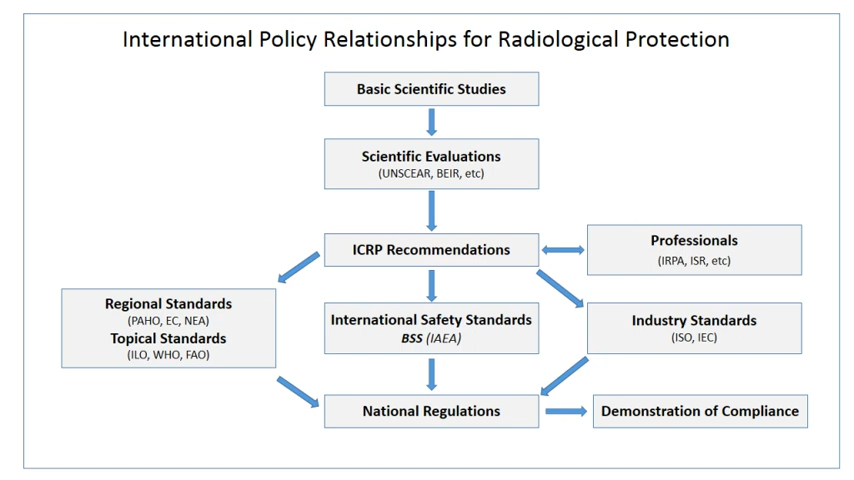 International Policy Relationships for Radiological Protection
Basic Scientific Studies
Scientific Evaluations
(UNSCEAR, BEIR, etc)
ICRP Recommendations
Professionals
(IRPA, ISR, etc)
Regional Standards
(PAHO, EC, NEA)
Topical Standards
(ILO, WHO, FAO)
International Safety Standards
BSS (IAEA)
Industry Standards
(ISO, IEC)
National Regulations
Demonstration of Compliance